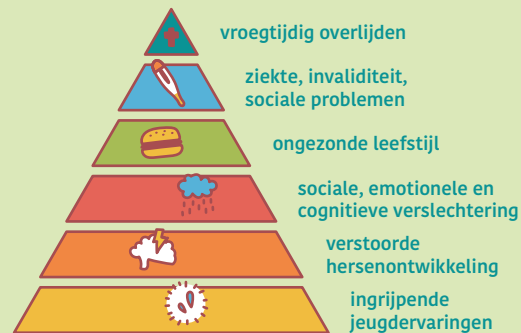 vroegtijdig overlijden
ziekte, invaliditeit,
sociale problemen
ongezonde leefstijl
sociale, emotionele en
cognitieve verslechtering
verstoorde
hersenontwikkeling
ingrijpende
jeugdervaringen